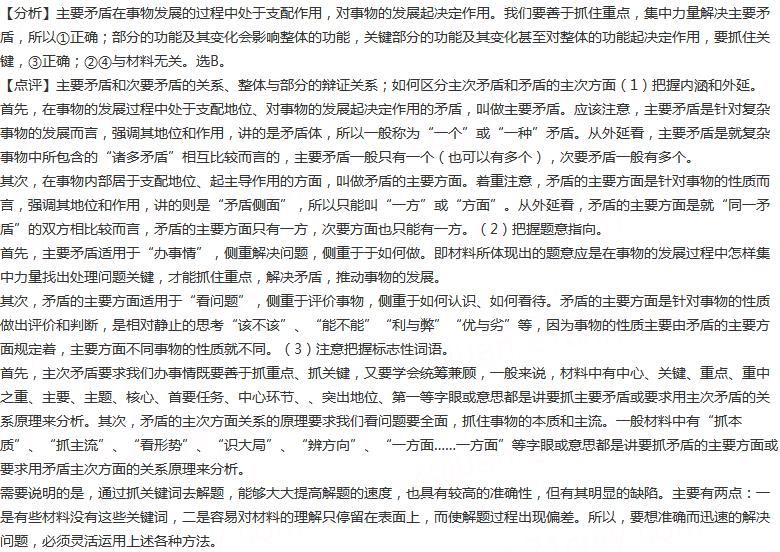 【分析】主要矛盾在事物发展的过程中处于支配作用，对事物的发展起决定作用。我们要善于抓住重点，集中力量解决主要矛
盾，所以①正确；部分的功能及其变化会影响整体的功能，关键部分的功能及其变化甚至对整体的功能起决定作用，要抓住关
键，③正确；②④与材料无关。选B。
【点评】主要矛盾和次要矛盾的关系、整体与部分的辩证关系；如何区分主次矛盾和矛盾的主次方面（1）把握内涵和外延。
首先，在事物的发展过程中处于支配地位、对事物的发展起决定作用的矛盾，叫做主要矛盾。应该注意，主要矛盾是针对复杂
事物的发展而言，强调其地位和作用，讲的是矛盾体，所以一般称为“一个”或“一种”矛盾。从外延看，主要矛盾是就复杂
事物中所包含的“诸多矛盾”相互比较而言的，主要矛盾一般只有一个（也可以有多个），次要矛盾一般有多个。
其次，在事物内部居于支配地位、起主导作用的方面，叫做矛盾的主要方面。着重注意，矛盾的主要方面是针对事物的性质而
言，强调其地位和作用，讲的则是“矛盾侧面”，所以只能叫“一方”或“方面”。从外延看，矛盾的主要方面是就“同一矛
盾”的双方相比较而言，矛盾的主要方面只有一方，次要方面也只能有一方。（2）把握题意指向。
首先，主要矛盾适用于“办事情”，侧重解决问题，侧重于于如何做。即材料所体现出的题意应是在事物的发展过程中怎样集
中力量找出处理问题关键，才能抓住重点，解决矛盾，推动事物的发展。
其次，矛盾的主要方面适用于“看问题”，侧重于评价事物，侧重于如何认识、如何看待。矛盾的主要方面是针对事物的性质
做出评价和判断，是相对静止的思考“该不该”、“能不能”“利与弊”“优与劣”等，因为事物的性质主要由矛盾的主要方
面规定着，主要方面不同事物的性质就不同。（3）注意把握标志性词语。
首先，主次矛盾要求我们办事情既要善于抓重点、抓关键，又要学会统筹兼顾，一般来说，材料中有中心、关键、重点、重中
之重、主要、主题、核心、首要任务、中心环节、、突出地位、第一等字眼或意思都是讲要抓主要矛盾或要求用主次矛盾的关
系原理来分析。其次，矛盾的主次方面关系的原理要求我们看问题要全面，抓住事物的本质和主流。一般材料中有“抓本
质”、“抓主流”、“看形势”、“识大局”、“辨方向”、“一方面……一方面”等字眼或意思都是讲要抓矛盾的主要方面或
要求用矛盾主次方面的关系原理来分析。
需要说明的是，通过抓关键词去解题，能够大大提高解题的速度，也具有较高的准确性，但有其明显的缺陷。主要有两点：一
是有些材料没有这些关键词，二是容易对材料的理解只停留在表面上，而使解题过程出现偏差。所以，要想准确而迅速的解决
问题，必须灵活运用上述各种方法。